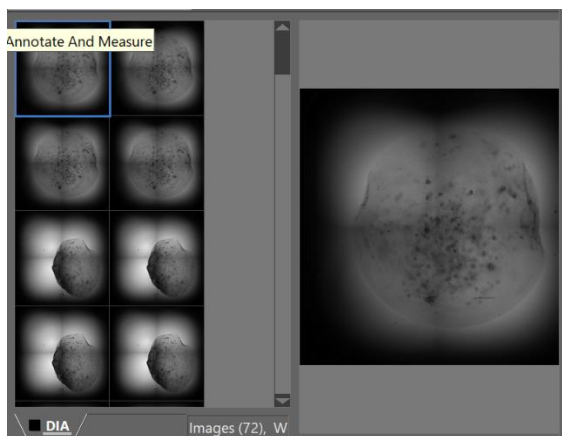 Annotate And Measure
DIA
Images (72), W